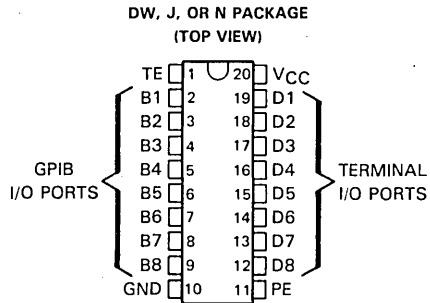 DW, J, OR N PACKAGE
(TOP VIEW)
TE 1 20 VCC
B1 2 19 D1
B2 3 18 D2
B3 4 17 D3
GPIB I/O PORTS
B4 5 16 D4
TERMINAL I/O PORTS
B5 6 15 D5
B6 7 14 D6
B7 8 13 D7
B8 9 12 D8
GND 10 11 PE